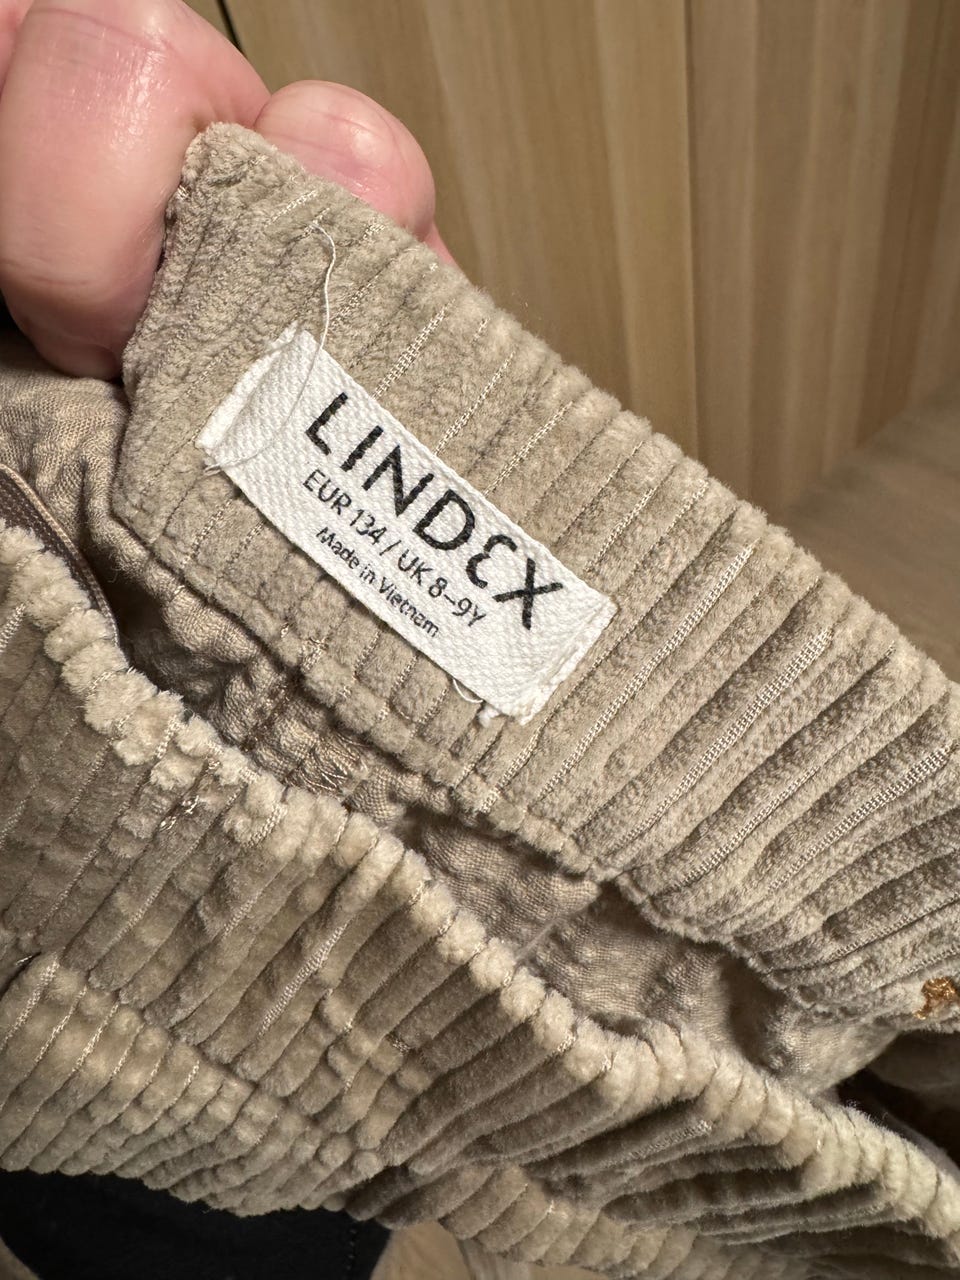 LINDEX
EUR 134 / UK 8–9Y
Made in Vietnam